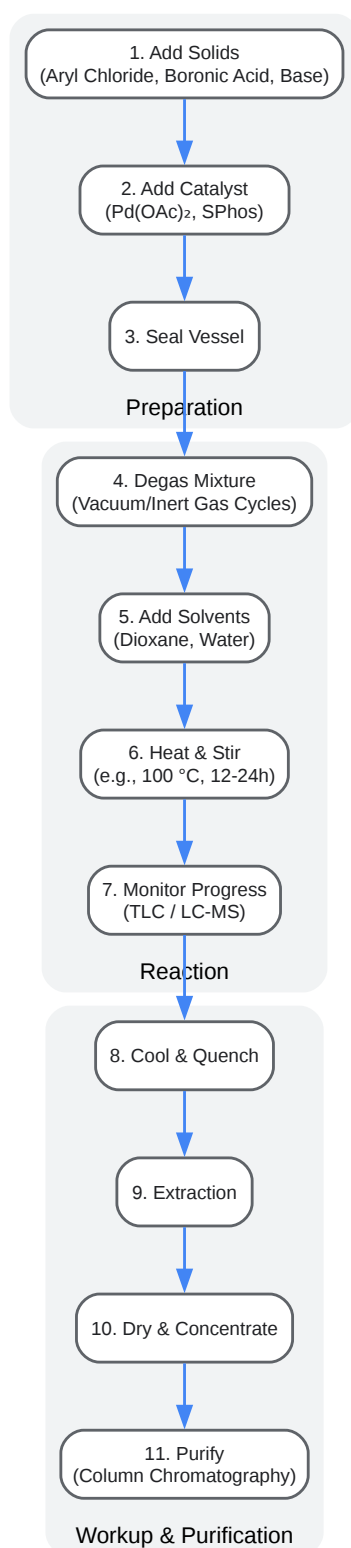 1. Add Solids
(Aryl Chloride, Boronic Acid, Base)
2. Add Catalyst
(Pd(OAc)₂, SPhos)
3. Seal Vessel
Preparation
4. Degas Mixture
(Vacuum/Inert Gas Cycles)
5. Add Solvents
(Dioxane, Water)
6. Heat & Stir
(e.g., 100 °C, 12-24h)
7. Monitor Progress
(TLC / LC-MS)
Reaction
8. Cool & Quench
9. Extraction
10. Dry & Concentrate
11. Purify
(Column Chromatography)
Workup & Purification